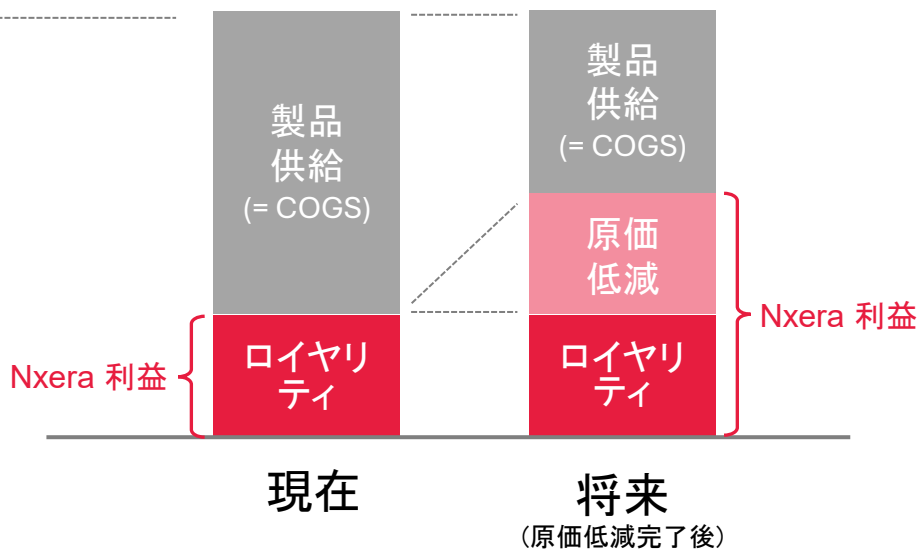 製品
供給
(= COGS)
ロイヤリ
ティ
Nxera 利益
現在
製品
供給
(= COGS)
原価
低減
ロイヤリ
ティ
Nxera 利益
将来
(原価低減完了後)